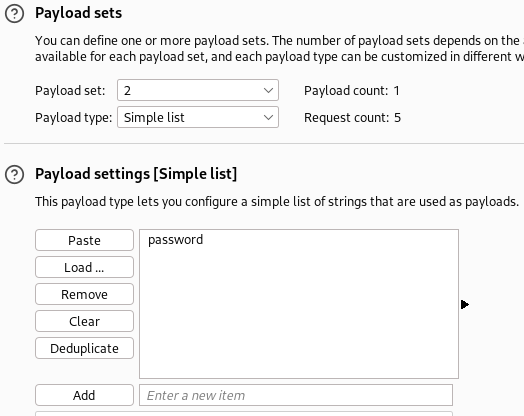 Payload sets
You can define one or more payload sets. The number of payload sets depends on the
available for each payload set, and each payload type can be customized in different w
Payload set: 2 Payload count: 1
Payload type: Simple list Request count: 5
Payload settings [Simple list]
This payload type lets you configure a simple list of strings that are used as payloads.
Paste
password
Load ...
Remove
Clear
Deduplicate
Add
Enter a new item